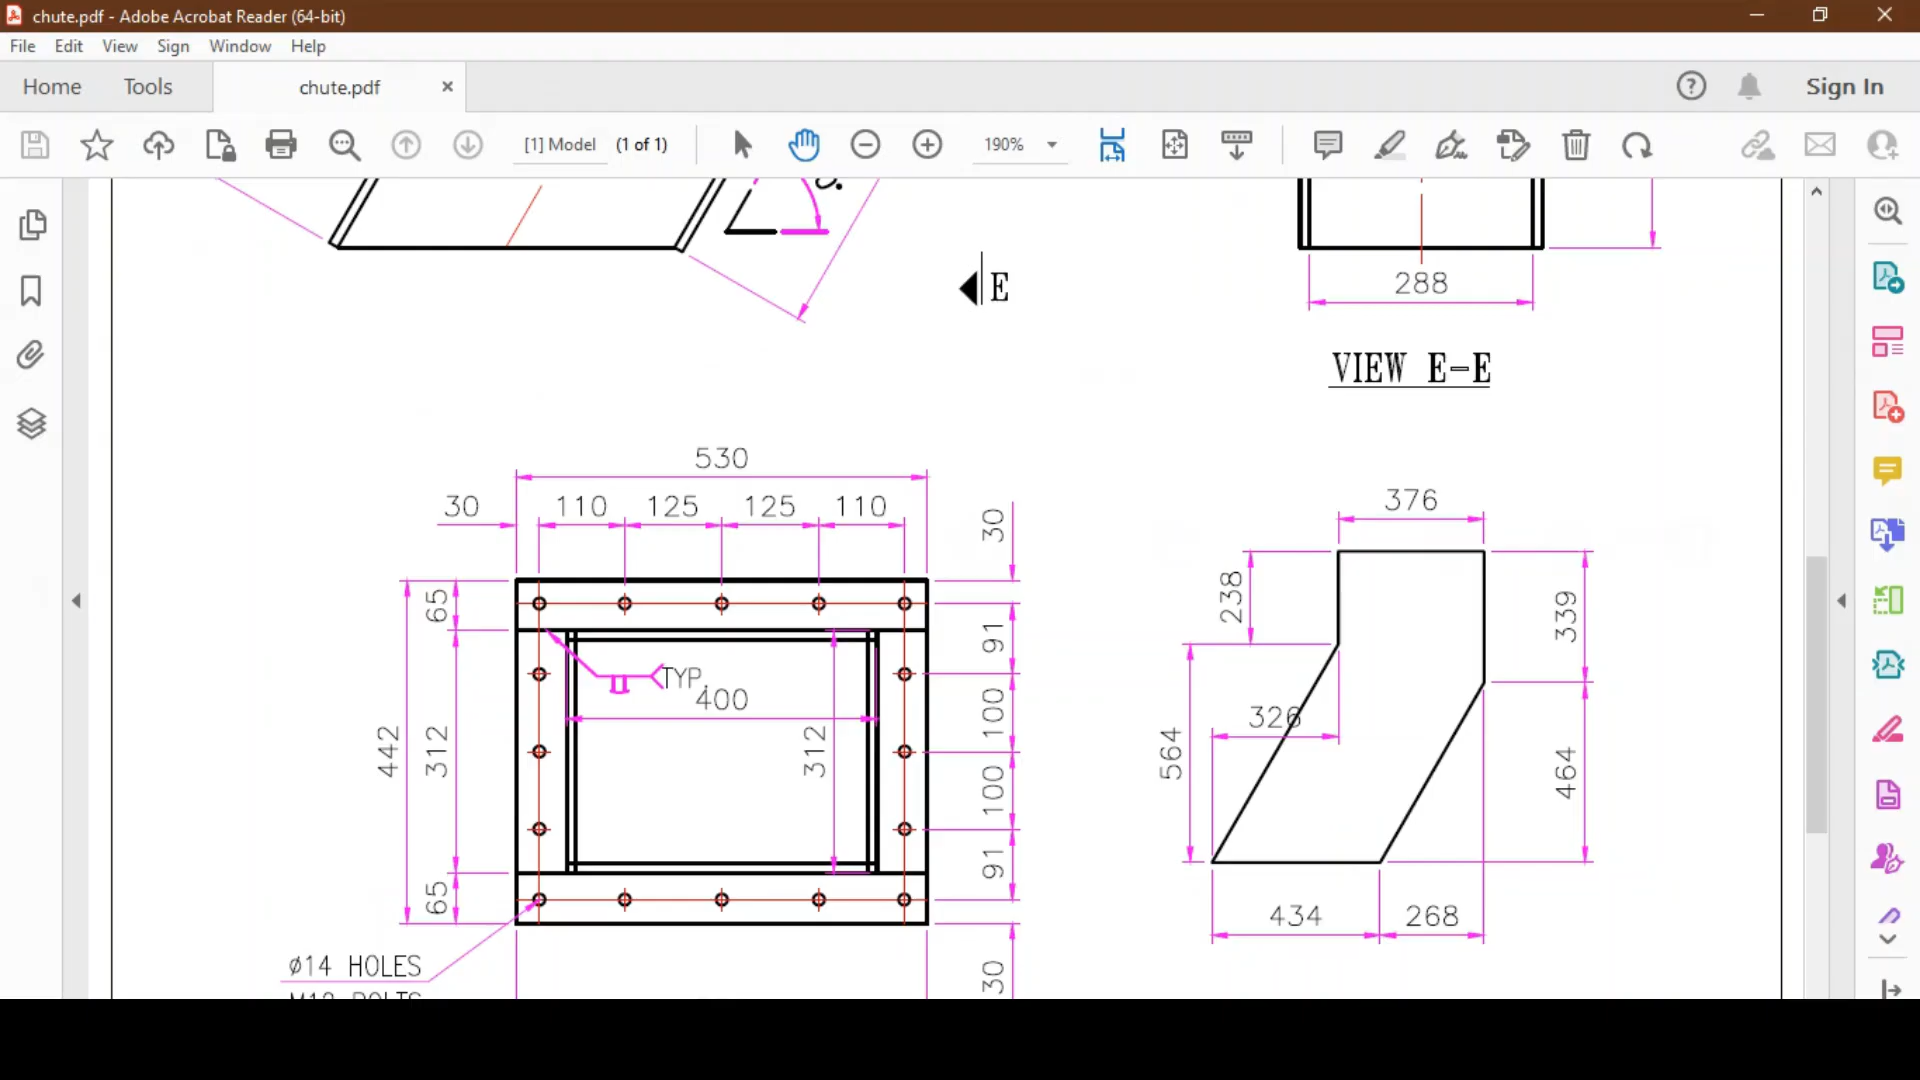 chute.pdf - Adobe Acrobat Reader (64-bit)
File Edit View Sign Window Help
Home Tools chute.pdf × Sign In
[1] Model (1 of 1) 190%
E
288
VIEW E-E
530
30 110 125 125 110
30
65
91
TYP.
400
442
312
312
100
100
91
65
30
Ø14 HOLES
376
238
339
326
564
464
434 268